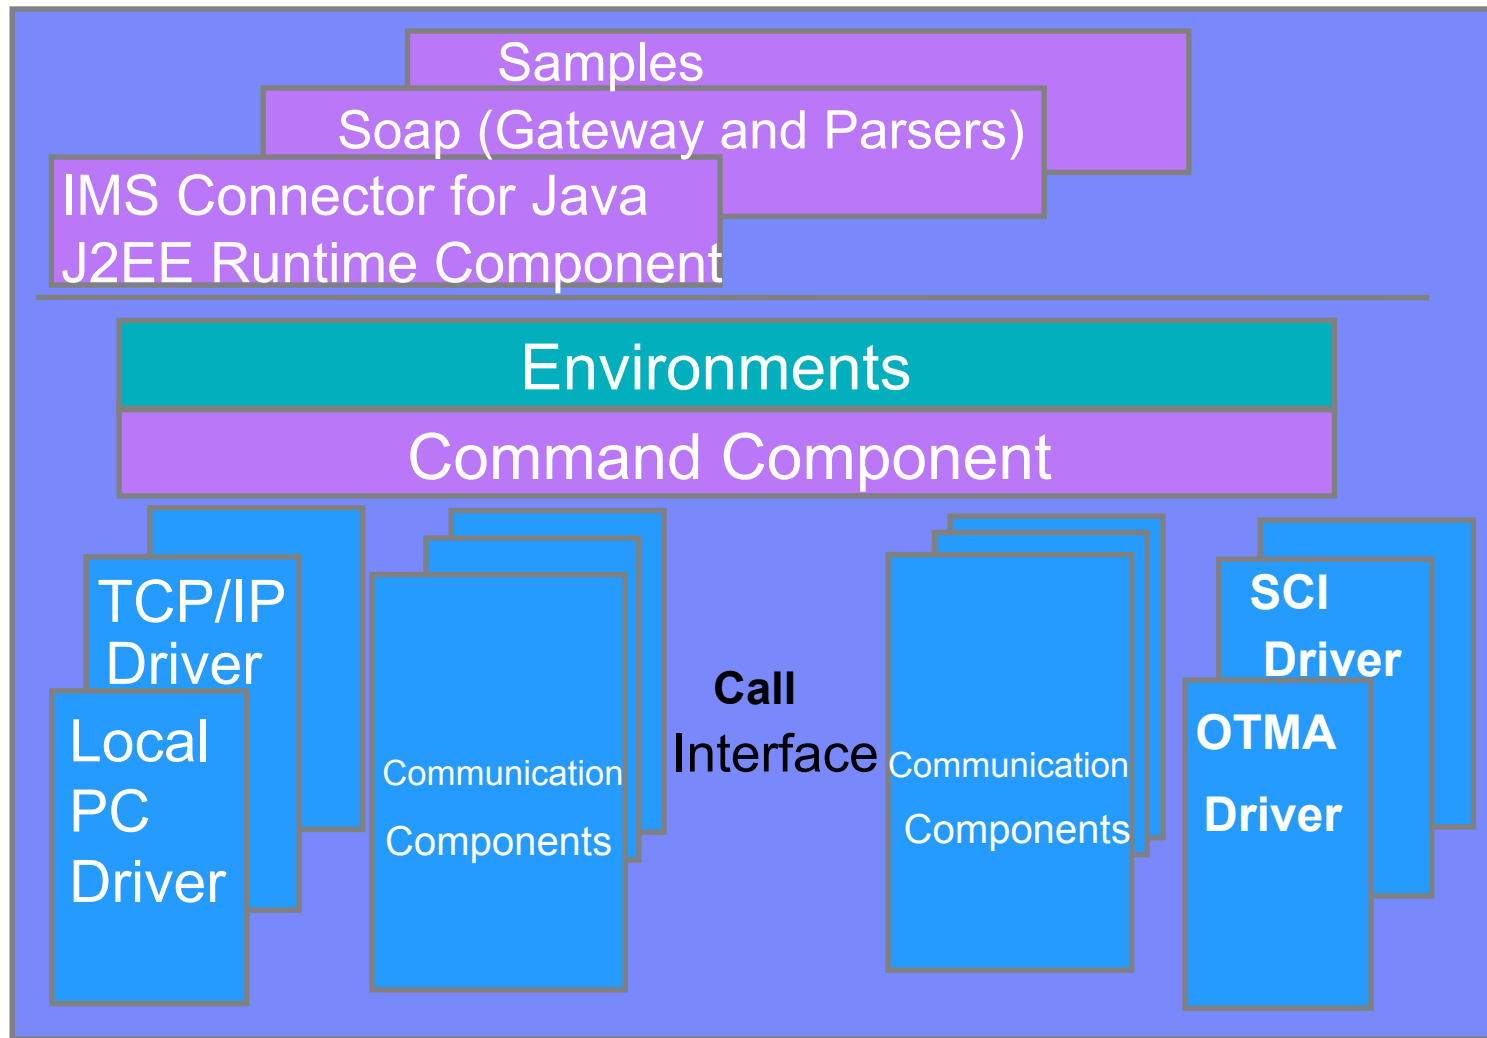 Samples
Soap (Gateway and Parsers)
IMS Connector for Java
J2EE Runtime Component
Environments
Command Component
TCP/IP
Driver
Local
PC
Driver
Communication
Components
Call
Interface
Communication
Components
SCI
Driver
OTMA
Driver